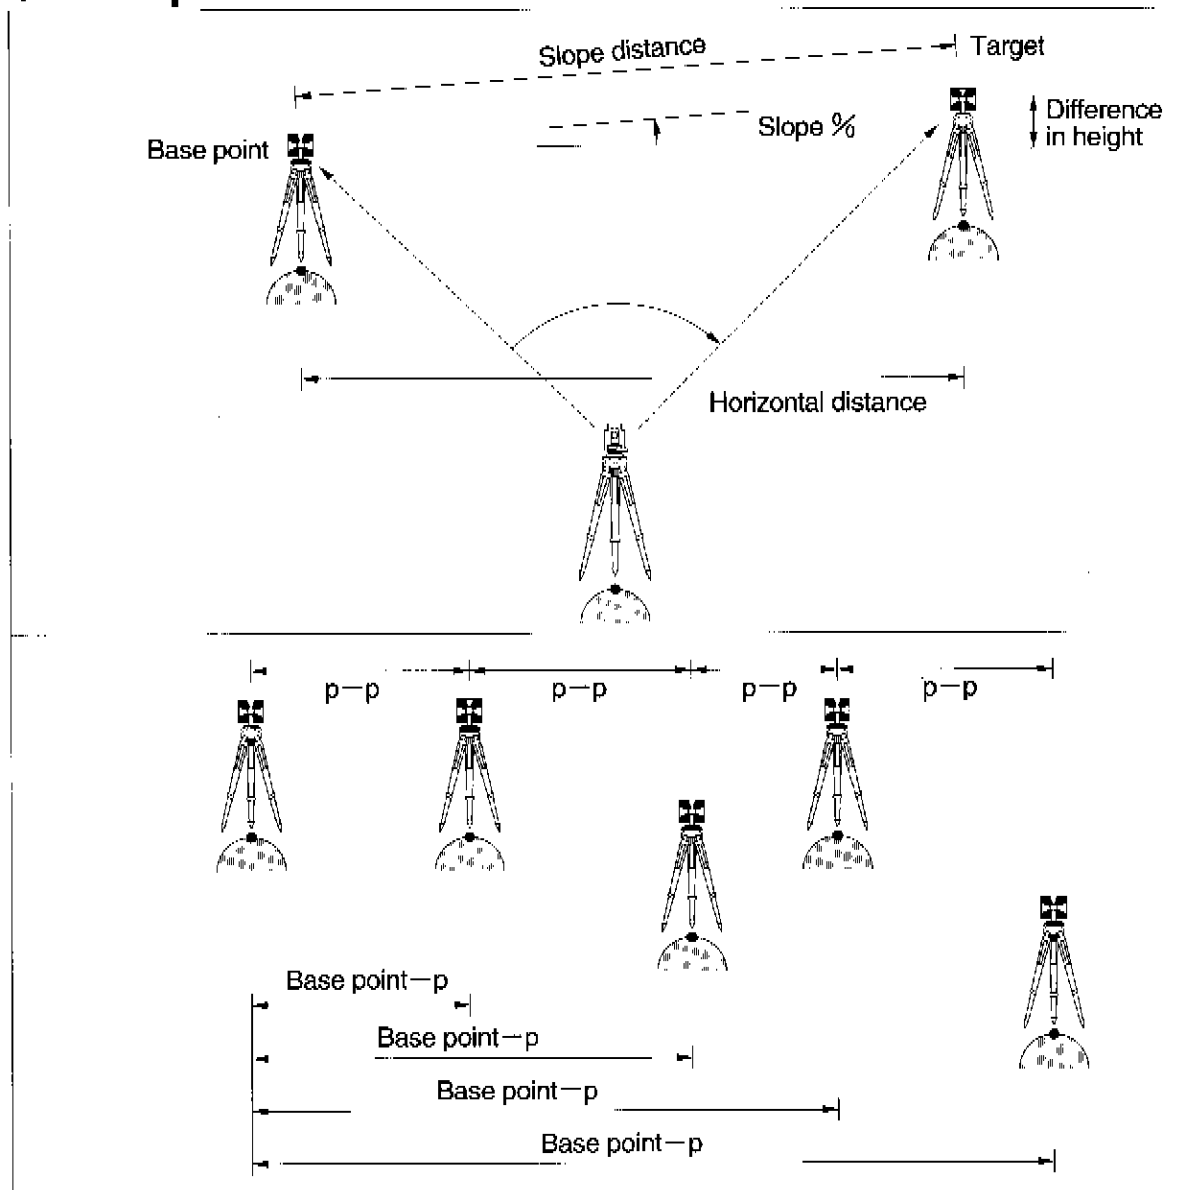 Slope distance
Target
Difference
in height
Slope %
Base point
Horizontal distance
p—p p—p p—p p—p
Base point—p
Base point—p
Base point—p
Base point—p